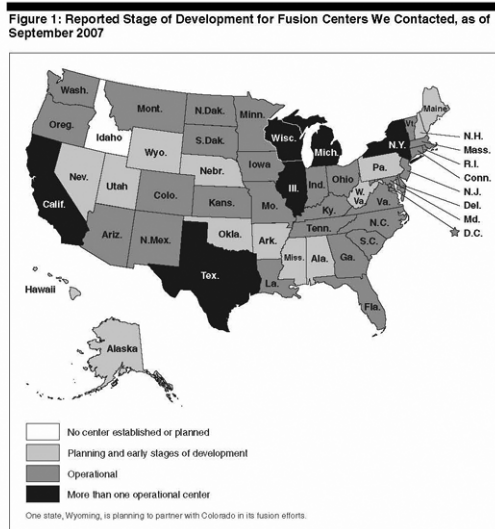 Figure 1: Reported Stage of Development for Fusion Centers We Contacted, as of
September 2007
Wash.
Mont.
N.Dak.
Minn.
Maine
Vt.
Oreg.
Idaho
S.Dak.
Wisc.
Mich.
N.Y.
N.H.
Mass.
R.I.
Conn.
N.J.
Del.
Md.
D.C.
Wyo.
Iowa
Nebr.
Pa.
Nev.
Utah
Colo.
Ill.
Ind.
Ohio
W.
Va.
Va.
Calif.
Kans.
Mo.
Ky.
N.C.
Tenn.
Ariz.
N.Mex.
Okla.
Ark.
S.C.
Miss.
Ala.
Ga.
Tex.
La.
Fla.
Hawaii
Alaska
No center established or planned
Planning and early stages of development
Operational
More than one operational center
One state, Wyoming, is planning to partner with Colorado in its fusion efforts.